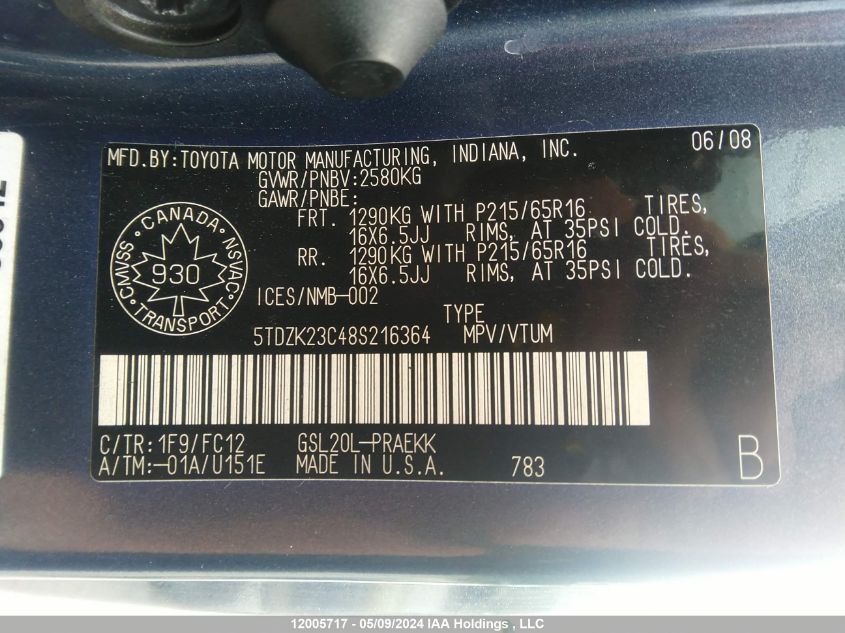 MFD.BY:TOYOTA MOTOR MANUFACTURING, INDIANA, INC. 06/08
GVWR/PNBV:2580KG
GAWR/PNBE:
FRT. 1290KG WITH P215/65R16 TIRES,
16X6.5JJ RIMS, AT 35PSI COLD.
RR. 1290KG WITH P215/65R16 TIRES,
16X6.5JJ RIMS, AT 35PSI COLD.
CANADA
CMVSS NSVAC
930
TRANSPORT
ICES/NMB-002
TYPE
5TDZK23C48S216364 MPV/VTUM
C/TR:1F9/FC12 GSL20L-PRAEKK
A/TM:-01A/U151E MADE IN U.S.A. 783 B
12005717 - 05/09/2024 IAA Holdings, LLC